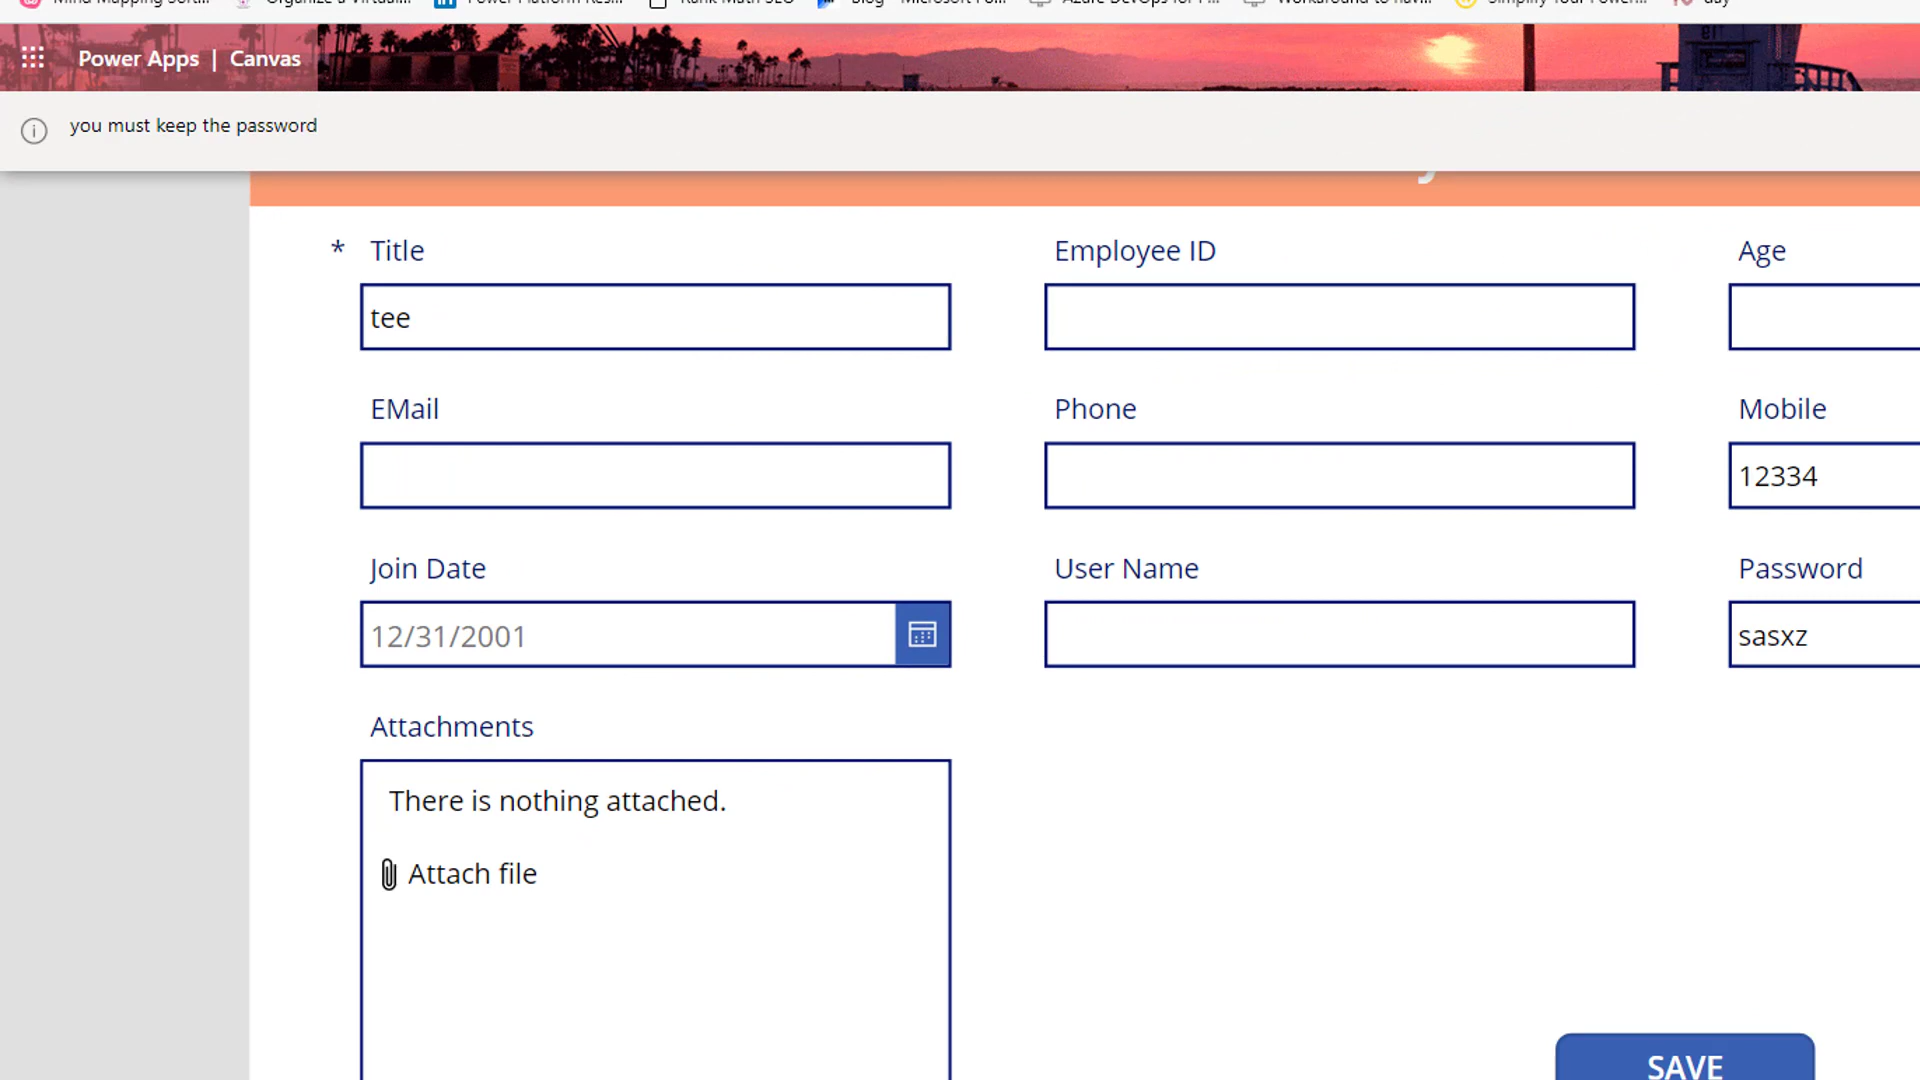 Power Apps | Canvas
you must keep the password
* Title
Employee ID
Age
tee
EMail
Phone
Mobile
12334
Join Date
User Name
Password
12/31/2001
sasxz
Attachments
There is nothing attached.
Attach file
SAVE